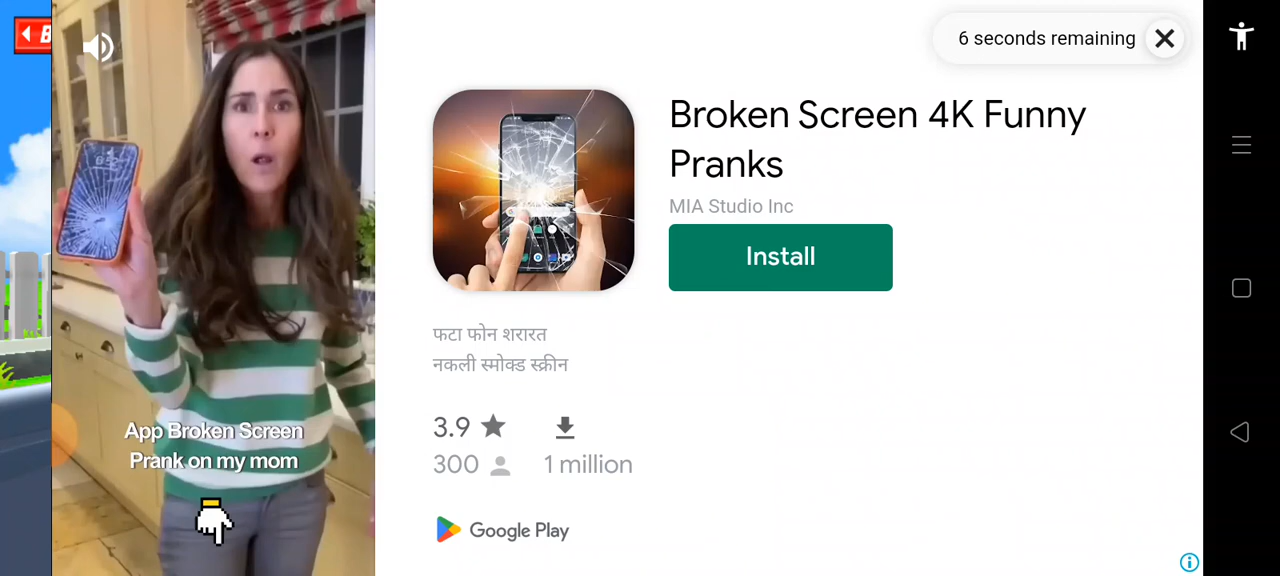 B
6 seconds remaining
Broken Screen 4K Funny
Pranks
MIA Studio Inc
Install
फटा फोन शरारत
नकली स्मोक्ड स्क्रीन
3.9
300
1 million
Google Play
App Broken Screen
Prank on my mom